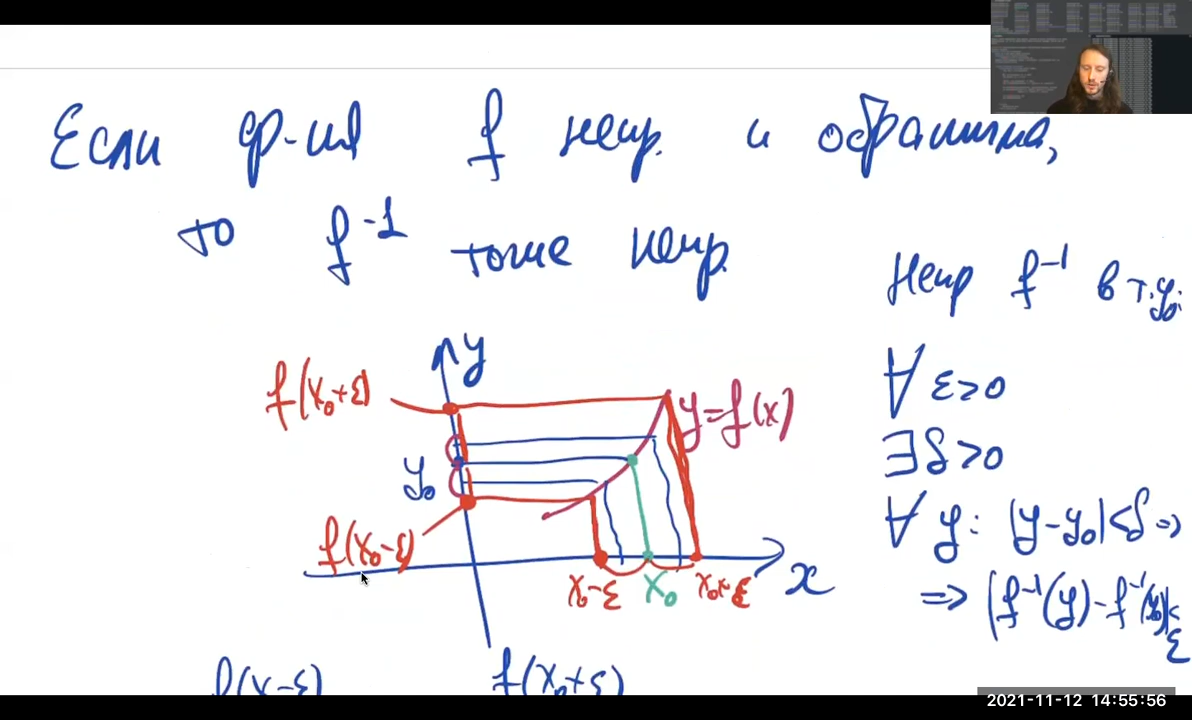 Если ф-ия f непр. и обратима,
то f⁻¹ тоже непр.
Непр f⁻¹ в т. y₀:
∀ ε>0
∃ δ>0
∀ y: |y-y₀|<δ ⇒
⇒ |f⁻¹(y)-f⁻¹(y₀)|<ε
y
f(x₀+ε)
y=f(x)
y₀
f(x₀-ε)
x₀-ε x₀ x₀+ε x
f(x₀+ε)
2021-11-12 14:55:56